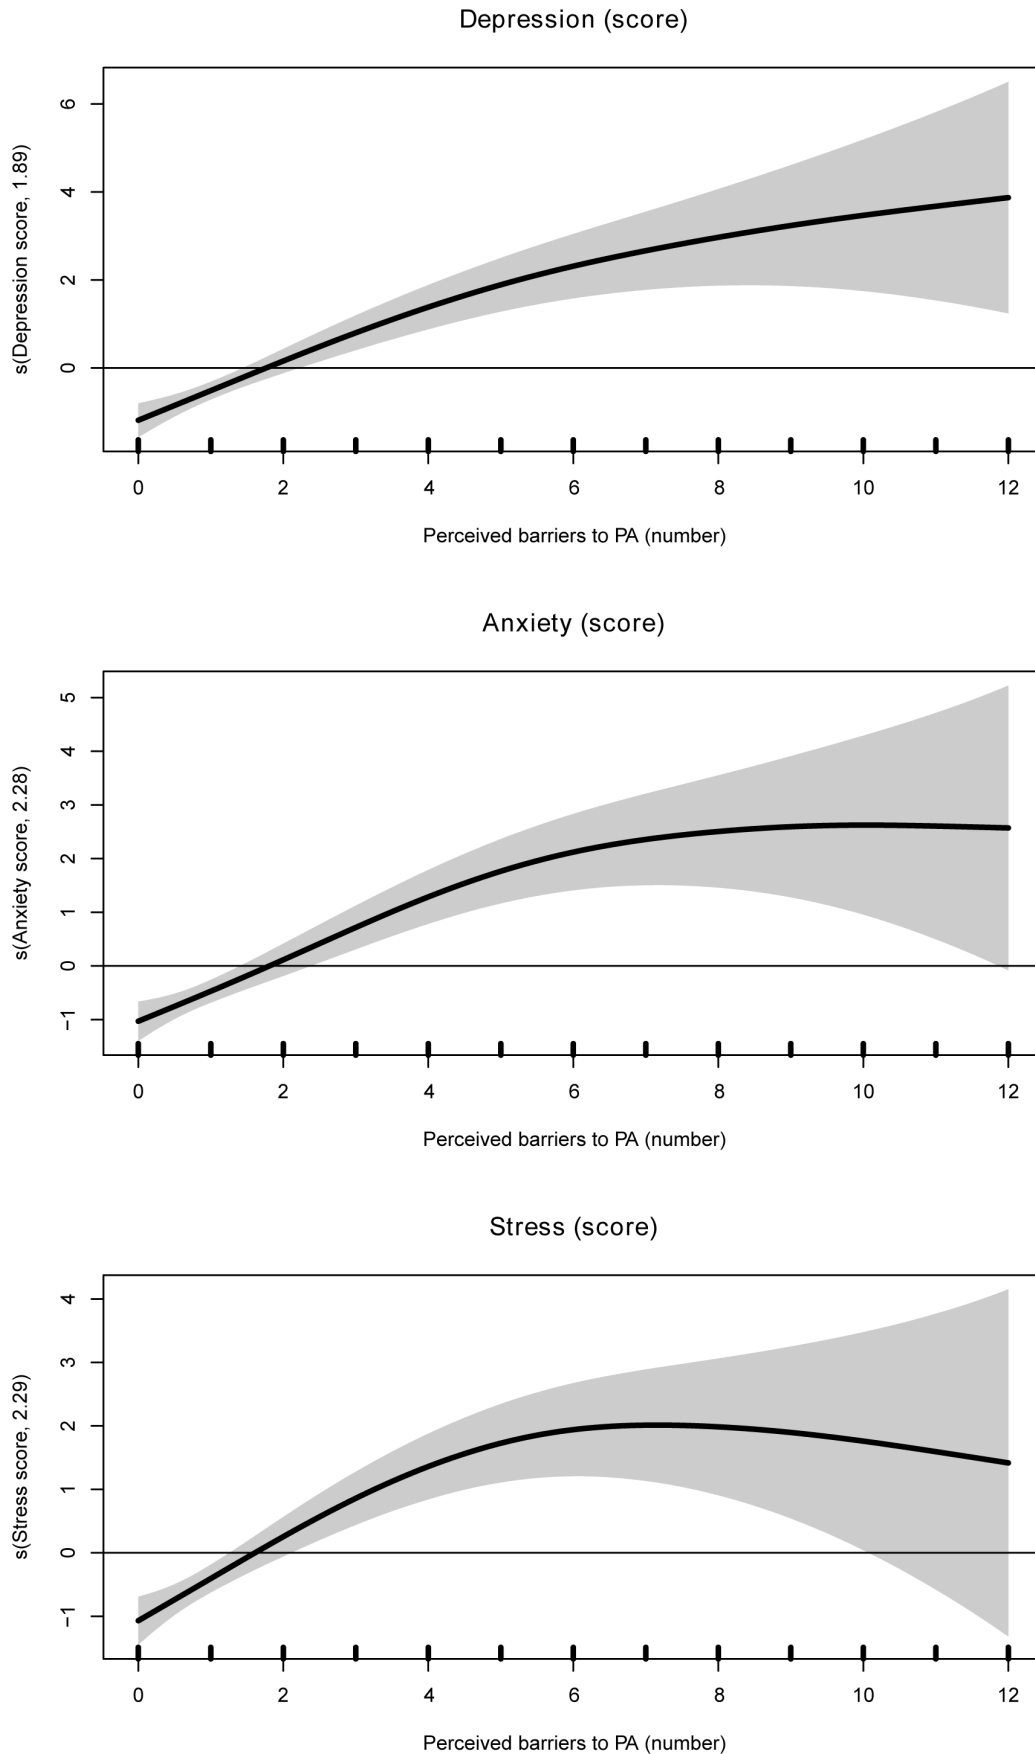 Depression (score)
6
4
2
0
s(Depression score, 1.89)
0 2 4 6 8 10 12
Perceived barriers to PA (number)
Anxiety (score)
5
4
3
2
1
0
−1
s(Anxiety score, 2.28)
0 2 4 6 8 10 12
Perceived barriers to PA (number)
Stress (score)
4
3
2
1
0
−1
s(Stress score, 2.29)
0 2 4 6 8 10 12
Perceived barriers to PA (number)